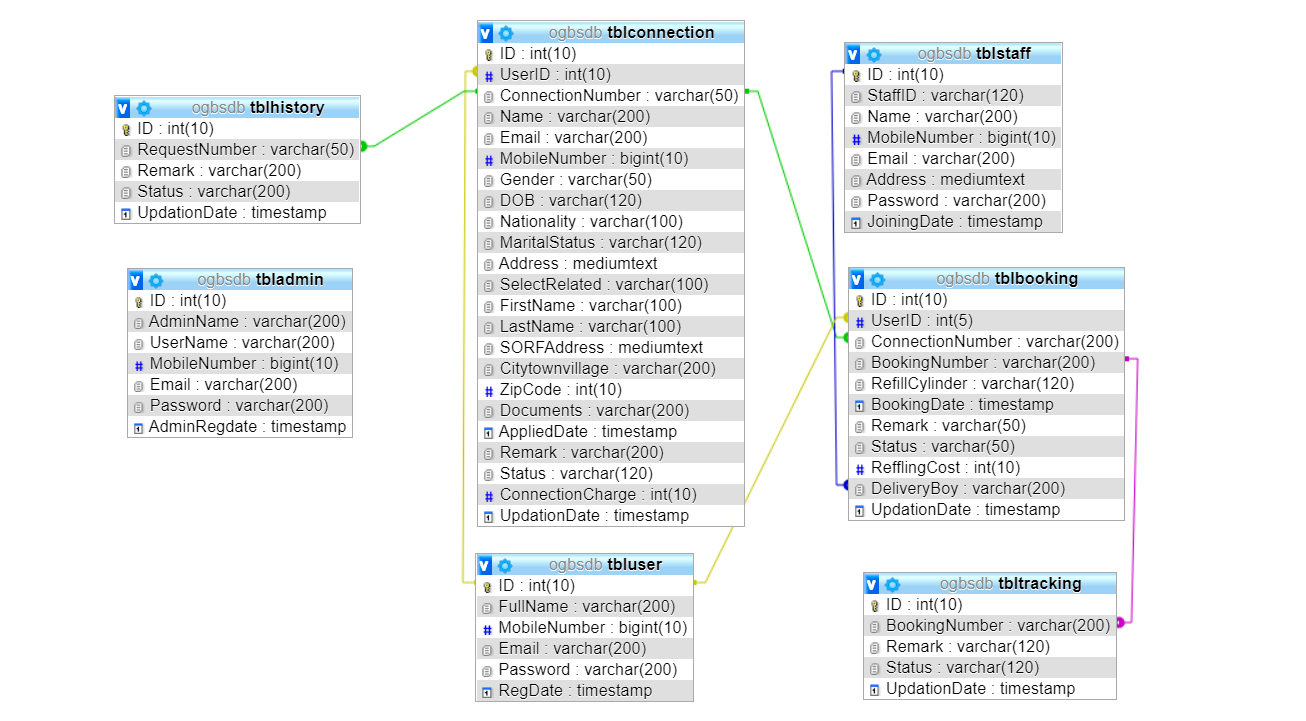 ogbsdb tblhistory
ID : int(10)
RequestNumber : varchar(50)
Remark : varchar(200)
Status : varchar(200)
UpdationDate : timestamp
ogbsdb tbladmin
ID : int(10)
AdminName : varchar(200)
UserName : varchar(200)
MobileNumber : bigint(10)
Email : varchar(200)
Password : varchar(200)
AdminRegdate : timestamp
ogbsdb tblconnection
ID : int(10)
UserID : int(10)
ConnectionNumber : varchar(50)
Name : varchar(200)
Email : varchar(200)
MobileNumber : bigint(10)
Gender : varchar(50)
DOB : varchar(120)
Nationality : varchar(100)
MaritalStatus : varchar(120)
Address : mediumtext
SelectRelated : varchar(100)
FirstName : varchar(100)
LastName : varchar(100)
SORFAddress : mediumtext
Citytownvillage : varchar(200)
ZipCode : int(10)
Documents : varchar(200)
AppliedDate : timestamp
Remark : varchar(200)
Status : varchar(120)
ConnectionCharge : int(10)
UpdationDate : timestamp
ogbsdb tbluser
ID : int(10)
FullName : varchar(200)
MobileNumber : bigint(10)
Email : varchar(200)
Password : varchar(200)
RegDate : timestamp
ogbsdb tblstaff
ID : int(10)
StaffID : varchar(120)
Name : varchar(200)
MobileNumber : bigint(10)
Email : varchar(200)
Address : mediumtext
Password : varchar(200)
JoiningDate : timestamp
ogbsdb tblbooking
ID : int(10)
UserID : int(5)
ConnectionNumber : varchar(200)
BookingNumber : varchar(200)
RefillCylinder : varchar(120)
BookingDate : timestamp
Remark : varchar(50)
Status : varchar(50)
RefflingCost : int(10)
DeliveryBoy : varchar(200)
UpdationDate : timestamp
ogbsdb tbltracking
ID : int(10)
BookingNumber : varchar(200)
Remark : varchar(120)
Status : varchar(120)
UpdationDate : timestamp